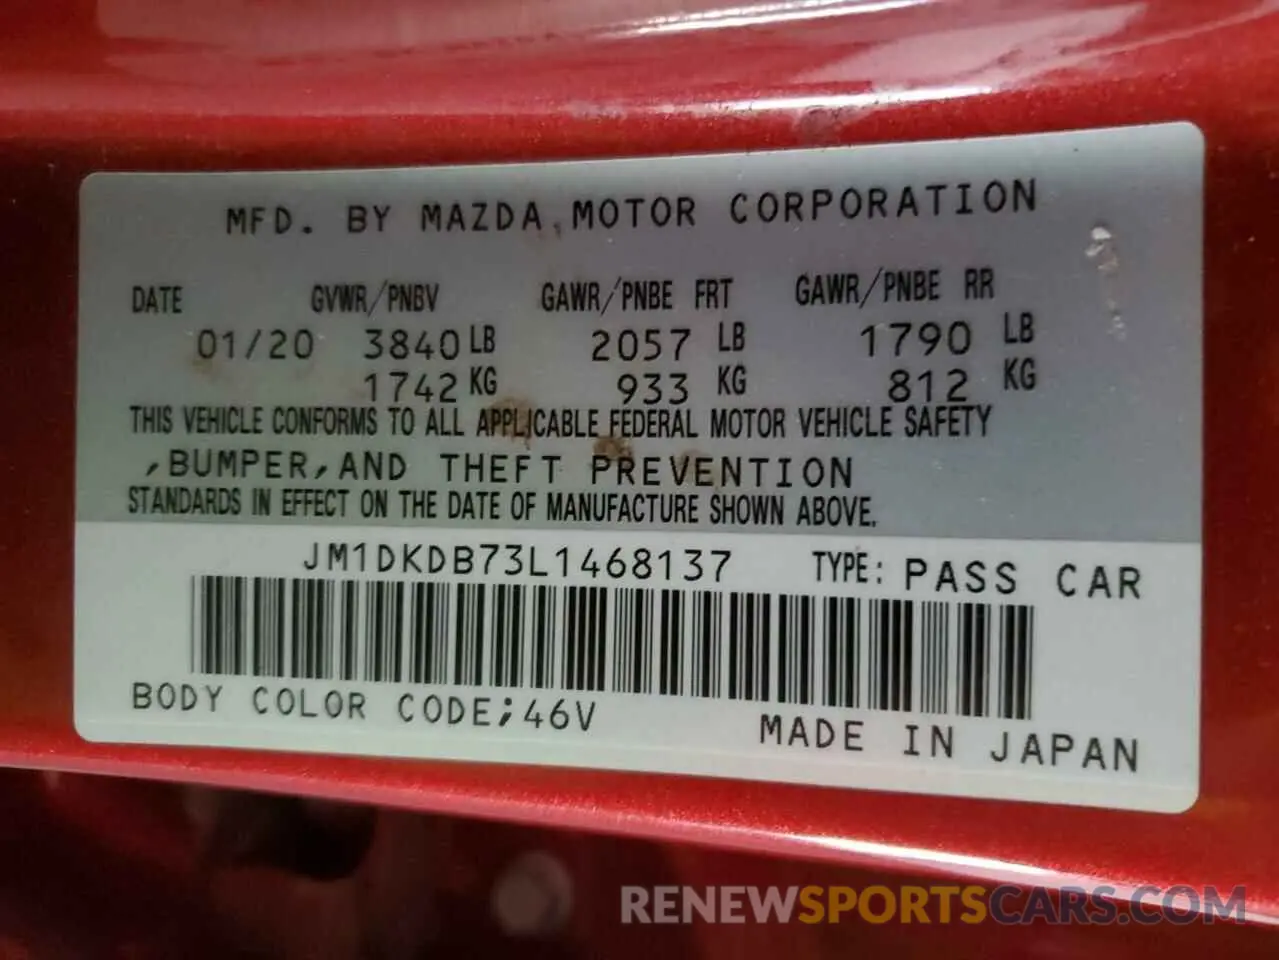 MFD. BY MAZDA MOTOR CORPORATION
DATE GVWR/PNBV GAWR/PNBE FRT GAWR/PNBE RR
01/20 3840 LB 2057 LB 1790 LB
1742 KG 933 KG 812 KG
THIS VEHICLE CONFORMS TO ALL APPLICABLE FEDERAL MOTOR VEHICLE SAFETY
,BUMPER,AND THEFT PREVENTION
STANDARDS IN EFFECT ON THE DATE OF MANUFACTURE SHOWN ABOVE.
JM1DKDB73L1468137 TYPE: PASS CAR
BODY COLOR CODE;46V
MADE IN JAPAN
RENEWSPORTSCARS.COM